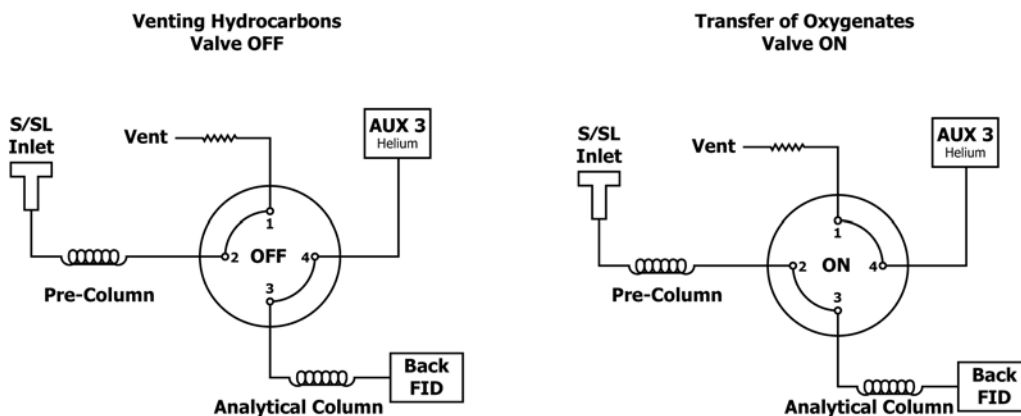 Venting Hydrocarbons
Valve OFF
S/SL
Inlet
Vent
AUX 3
Helium
1
2
OFF
4
3
Pre-Column
Back
FID
Analytical Column
Transfer of Oxygenates
Valve ON
S/SL
Inlet
Vent
AUX 3
Helium
1
2
ON
4
3
Pre-Column
Back
FID
Analytical Column